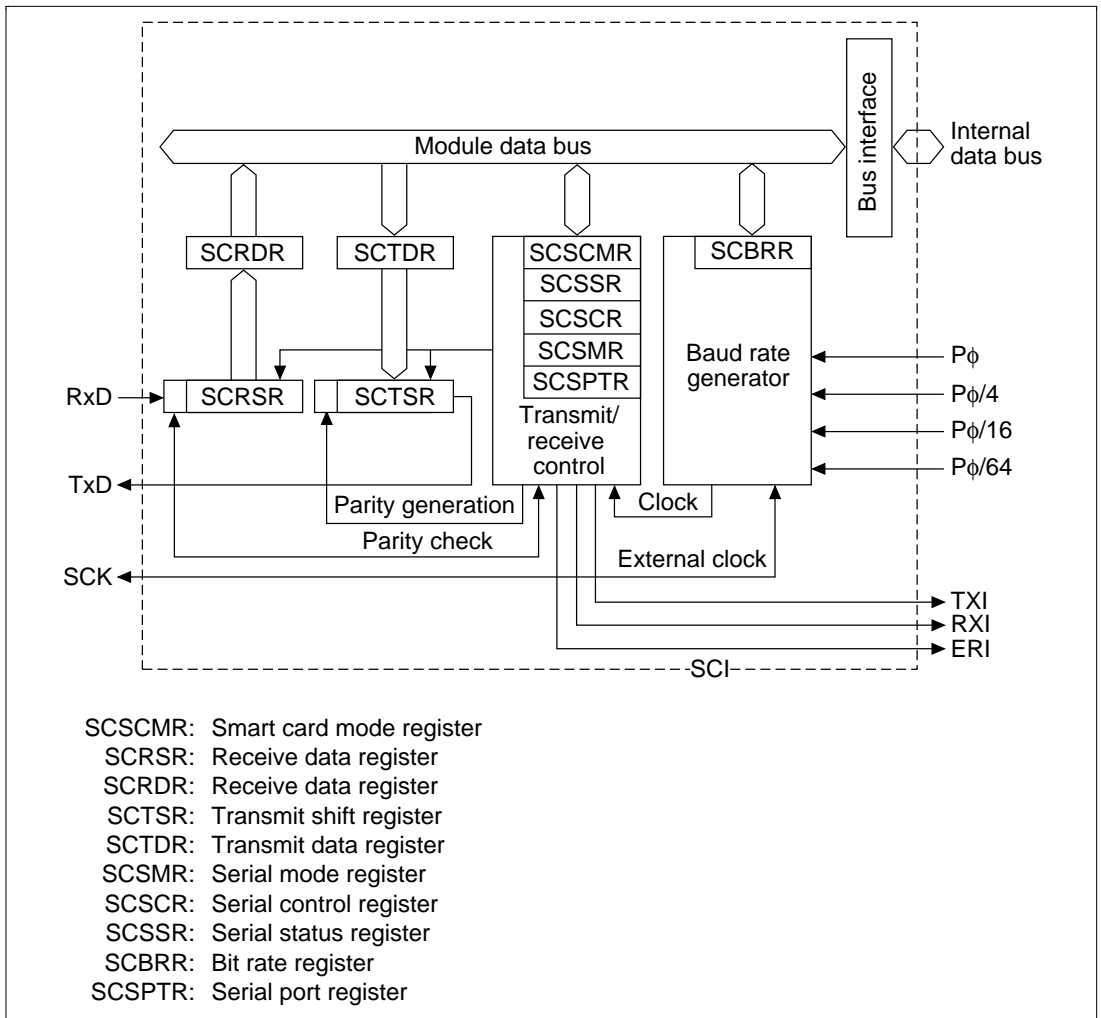 Module data bus
Bus interface
Internal
data bus
SCRDR
SCTDR
SCSCMR
SCSSR
SCSCR
SCSMR
SCSPTR
Transmit/
receive
control
SCBRR
Baud rate
generator
Pϕ
Pϕ/4
Pϕ/16
Pϕ/64
RxD
SCRSR
SCTSR
TxD
Parity generation
Clock
Parity check
SCK
External clock
TXI
RXI
ERI
SCI
SCSCMR: Smart card mode register
SCRSR: Receive data register
SCRDR: Receive data register
SCTSR: Transmit shift register
SCTDR: Transmit data register
SCSMR: Serial mode register
SCSCR: Serial control register
SCSSR: Serial status register
SCBRR: Bit rate register
SCSPTR: Serial port register